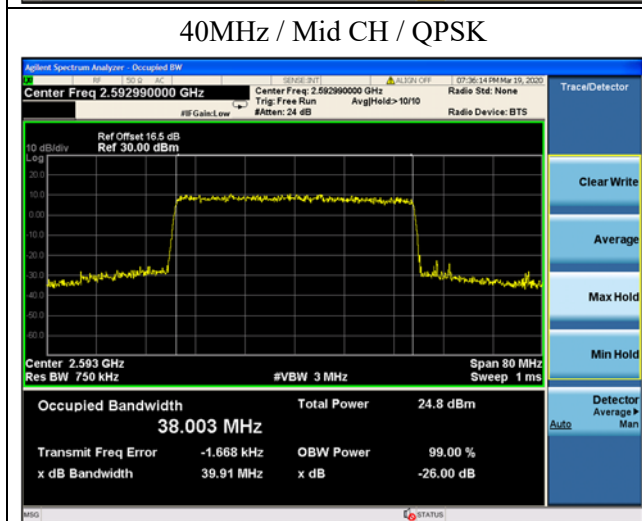 40MHz / Mid CH / QPSK
Agilent Spectrum Analyzer - Occupied BW
RF 50 Ω AC SENSE:INT ALIGN OFF 07:36:14 PM Mar 19, 2020
Center Freq 2.592990000 GHz
Center Freq: 2.592990000 GHz
Radio Std: None
Trig: Free Run Avg|Hold:> 10/10
#IFGain:Low #Atten: 24 dB Radio Device: BTS
Ref Offset 16.5 dB
10 dB/div Ref 30.00 dBm
Log
20.0
10.0
0.00
-10.0
-20.0
-30.0
-40.0
-50.0
-60.0
Center 2.593 GHz Span 80 MHz
Res BW 750 kHz #VBW 3 MHz Sweep 1 ms
Occupied Bandwidth Total Power 24.8 dBm
38.003 MHz
Transmit Freq Error -1.668 kHz OBW Power 99.00 %
x dB Bandwidth 39.91 MHz x dB -26.00 dB
MSG STATUS
Trace/Detector
Clear Write
Average
Max Hold
Min Hold
Detector
Average▶
Auto Man